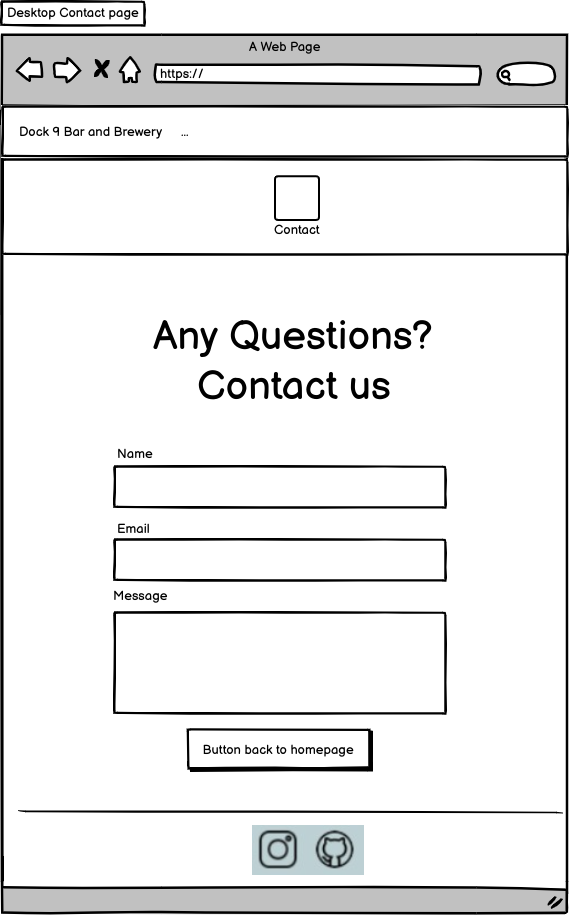 Desktop Contact page
A Web Page
https://
Dock 9 Bar and Brewery ...
Contact
Any Questions?
Contact us
Name
Email
Message
Button back to homepage